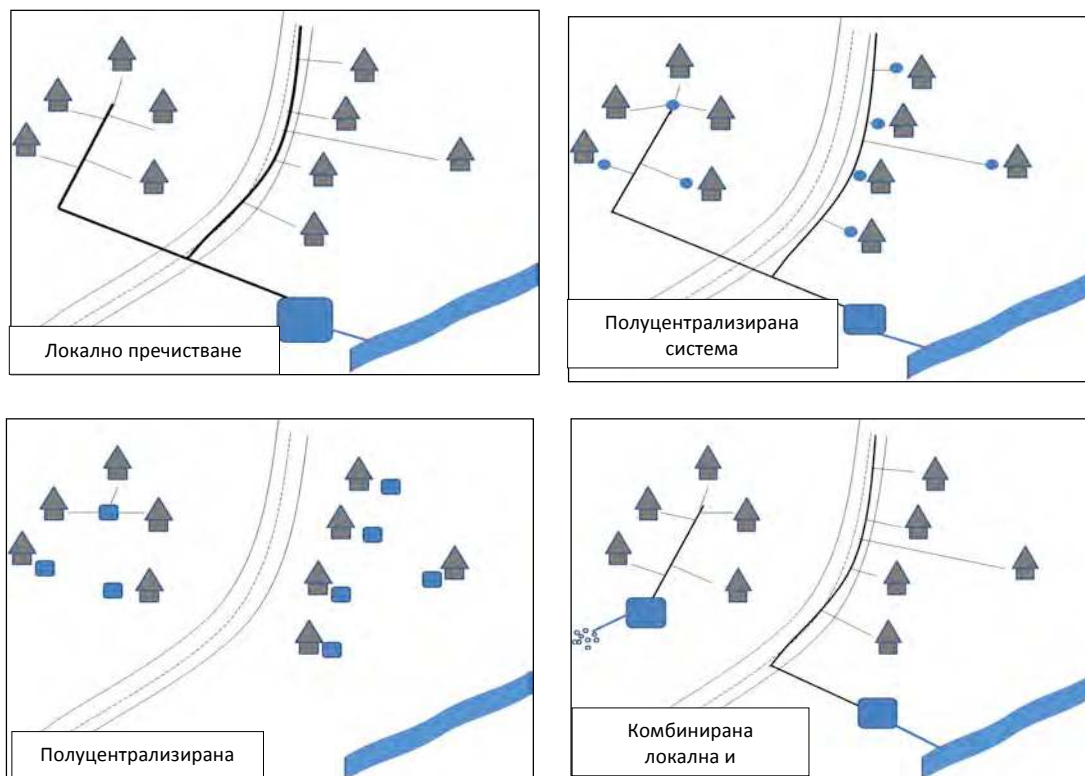 Локално пречистване
Полуцентрализирана
система
Полуцентрализирана
Комбинирана
локална и